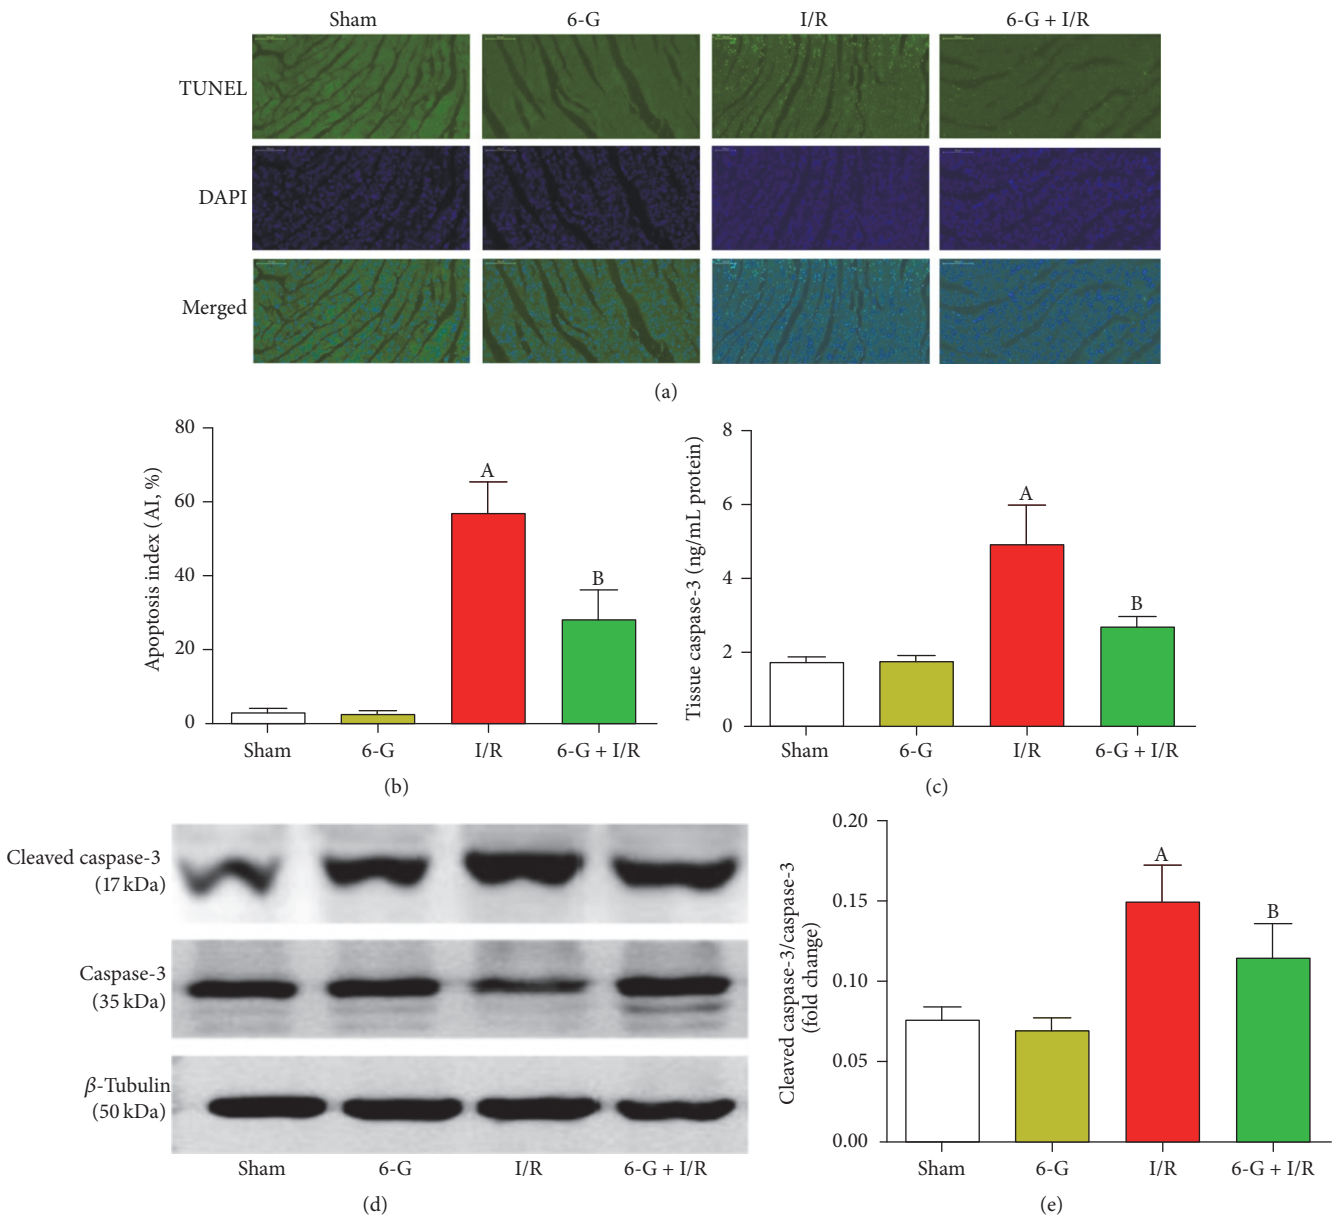 Sham 6-G I/R 6-G + I/R
TUNEL
DAPI
Merged
(a)
80
60
40
20
0
Apoptosis index (AI, %)
A
B
Sham 6-G I/R 6-G + I/R
(b)
8
6
4
2
0
Tissue caspase-3 (ng/mL protein)
A
B
Sham 6-G I/R 6-G + I/R
(c)
Cleaved caspase-3
(17 kDa)
Caspase-3
(35 kDa)
β-Tubulin
(50 kDa)
Sham 6-G I/R 6-G + I/R
(d)
0.20
0.15
0.10
0.05
0.00
Cleaved caspase-3/caspase-3
(fold change)
A
B
Sham 6-G I/R 6-G + I/R
(e)